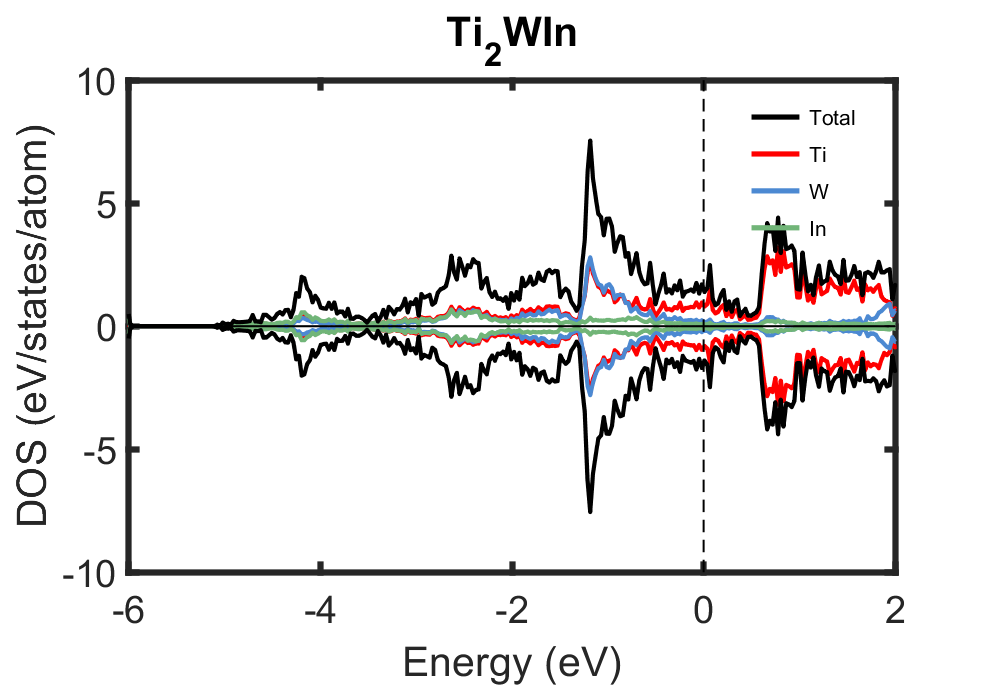 Ti2WIn
DOS (eV/states/atom)
10
5
0
-5
-10
Total
Ti
W
In
-6
-4
-2
0
2
Energy (eV)